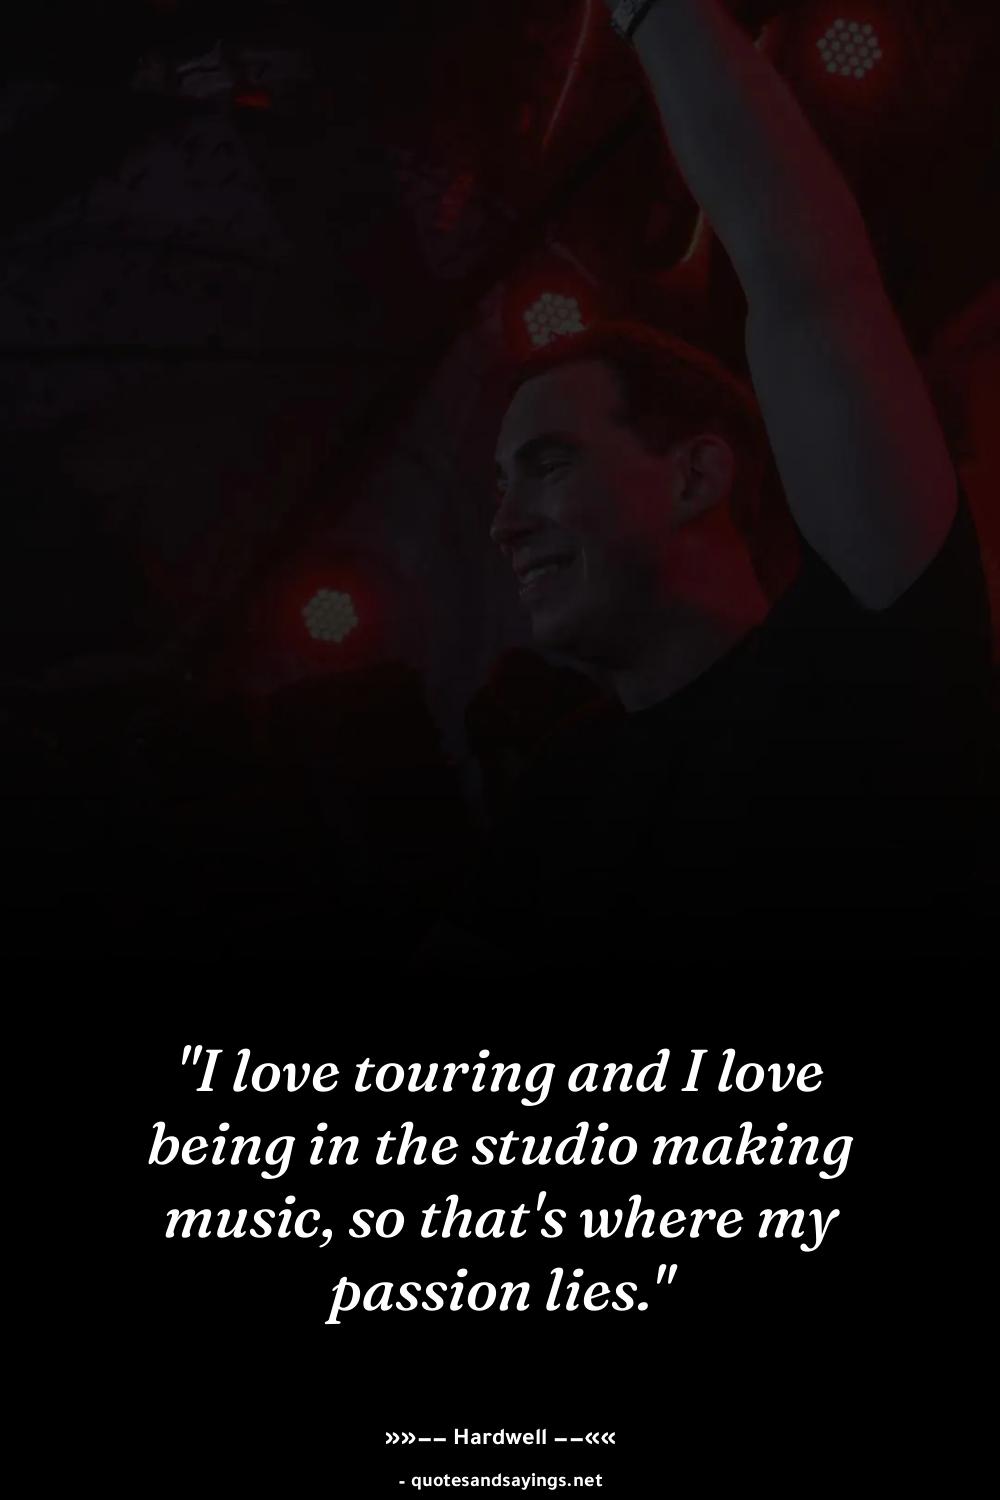 "I love touring and I love
being in the studio making
music, so that's where my
passion lies."
»»−− Hardwell −−««
- quotesandsayings.net